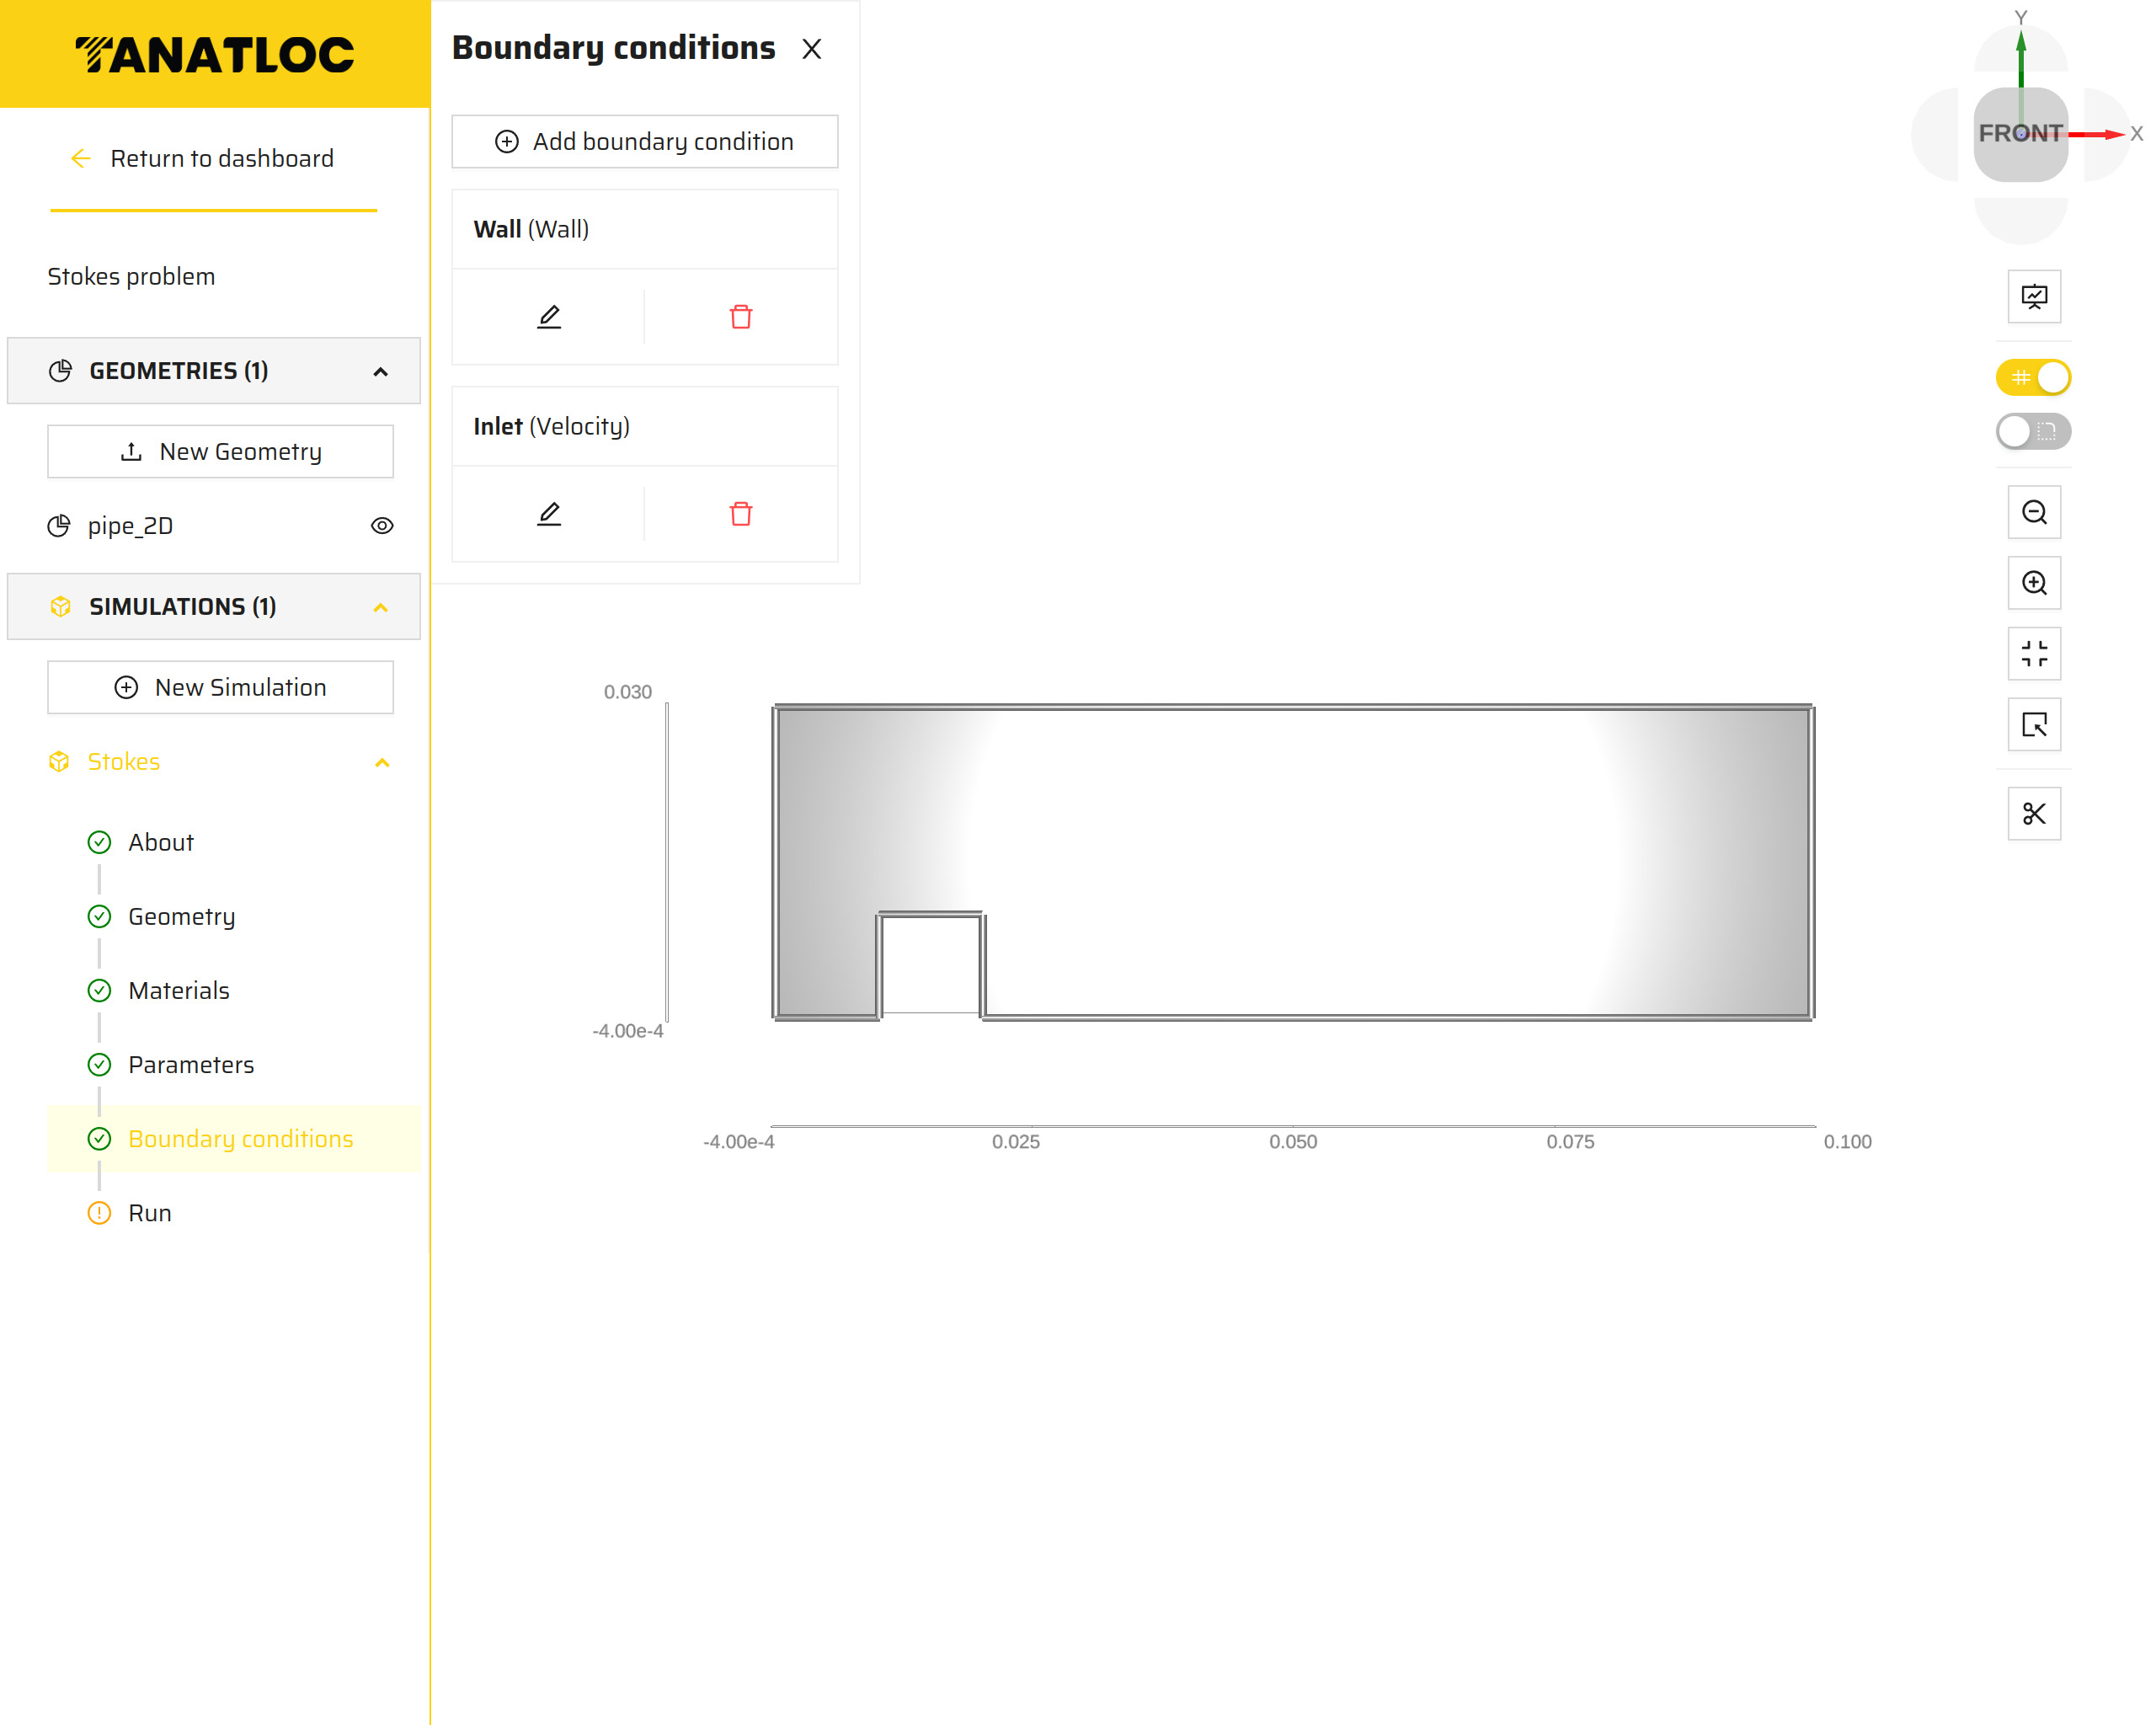 TANATLOC
Return to dashboard
Stokes problem
GEOMETRIES (1)
New Geometry
pipe_2D
SIMULATIONS (1)
New Simulation
Stokes
About
Geometry
Materials
Parameters
Boundary conditions
Run
Boundary conditions
Add boundary condition
Wall (Wall)
Inlet (Velocity)
Y
FRONT
X
0.030
-4.00e-4
-4.00e-4 0.025 0.050 0.075 0.100